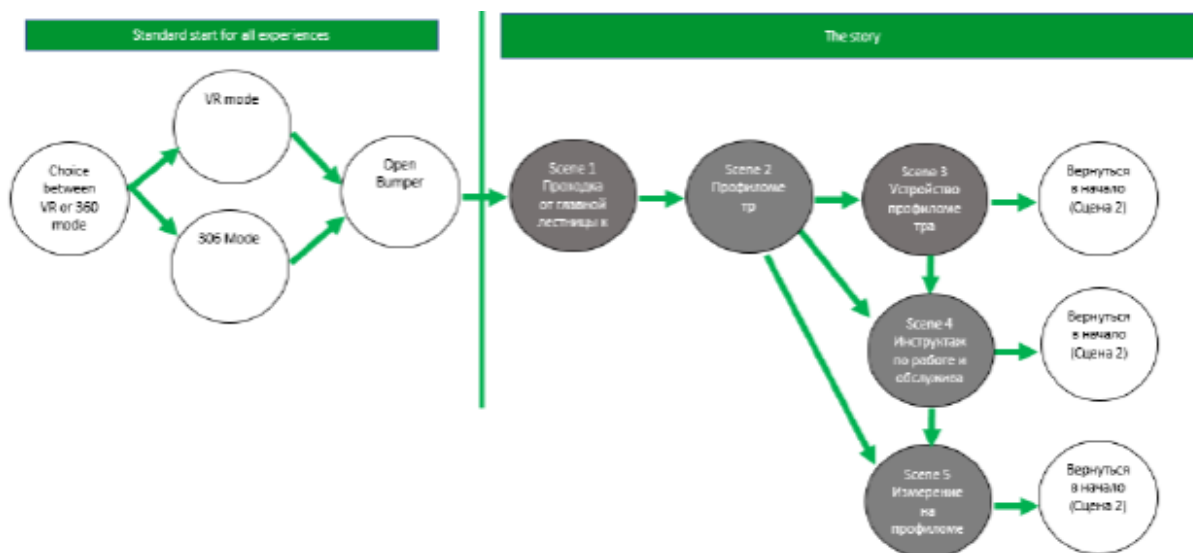 Standard start for all experiences
The story
Choice
between
VR or 360
mode
VR mode
306 Mode
Open
Bumper
Scene 1
Проходка
от главной
лестницы к
Scene 2
Профиломе
тр
Scene 3
Устройство
профиломе
тра
Вернуться
в начало
(Сцена 2)
Scene 4
Инструктаж
по работе и
обслужива
Вернуться
в начало
(Сцена 2)
Scene 5
Измерение
на
профиломе
Вернуться
в начало
(Сцена 2)